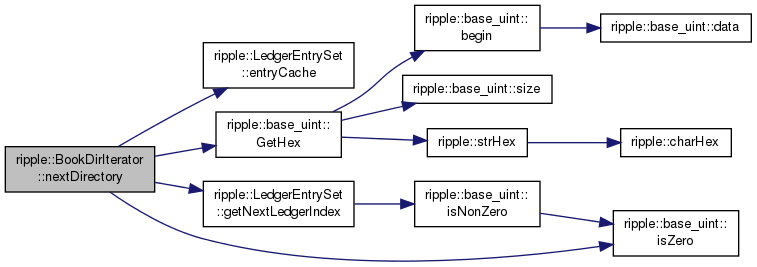 ripple::BookDirIterator
::nextDirectory
ripple::LedgerEntrySet
::entryCache
ripple::base_uint::
GetHex
ripple::LedgerEntrySet
::getNextLedgerIndex
ripple::base_uint::
begin
ripple::base_uint::size
ripple::strHex
ripple::base_uint::
isNonZero
ripple::base_uint::data
ripple::charHex
ripple::base_uint::
isZero